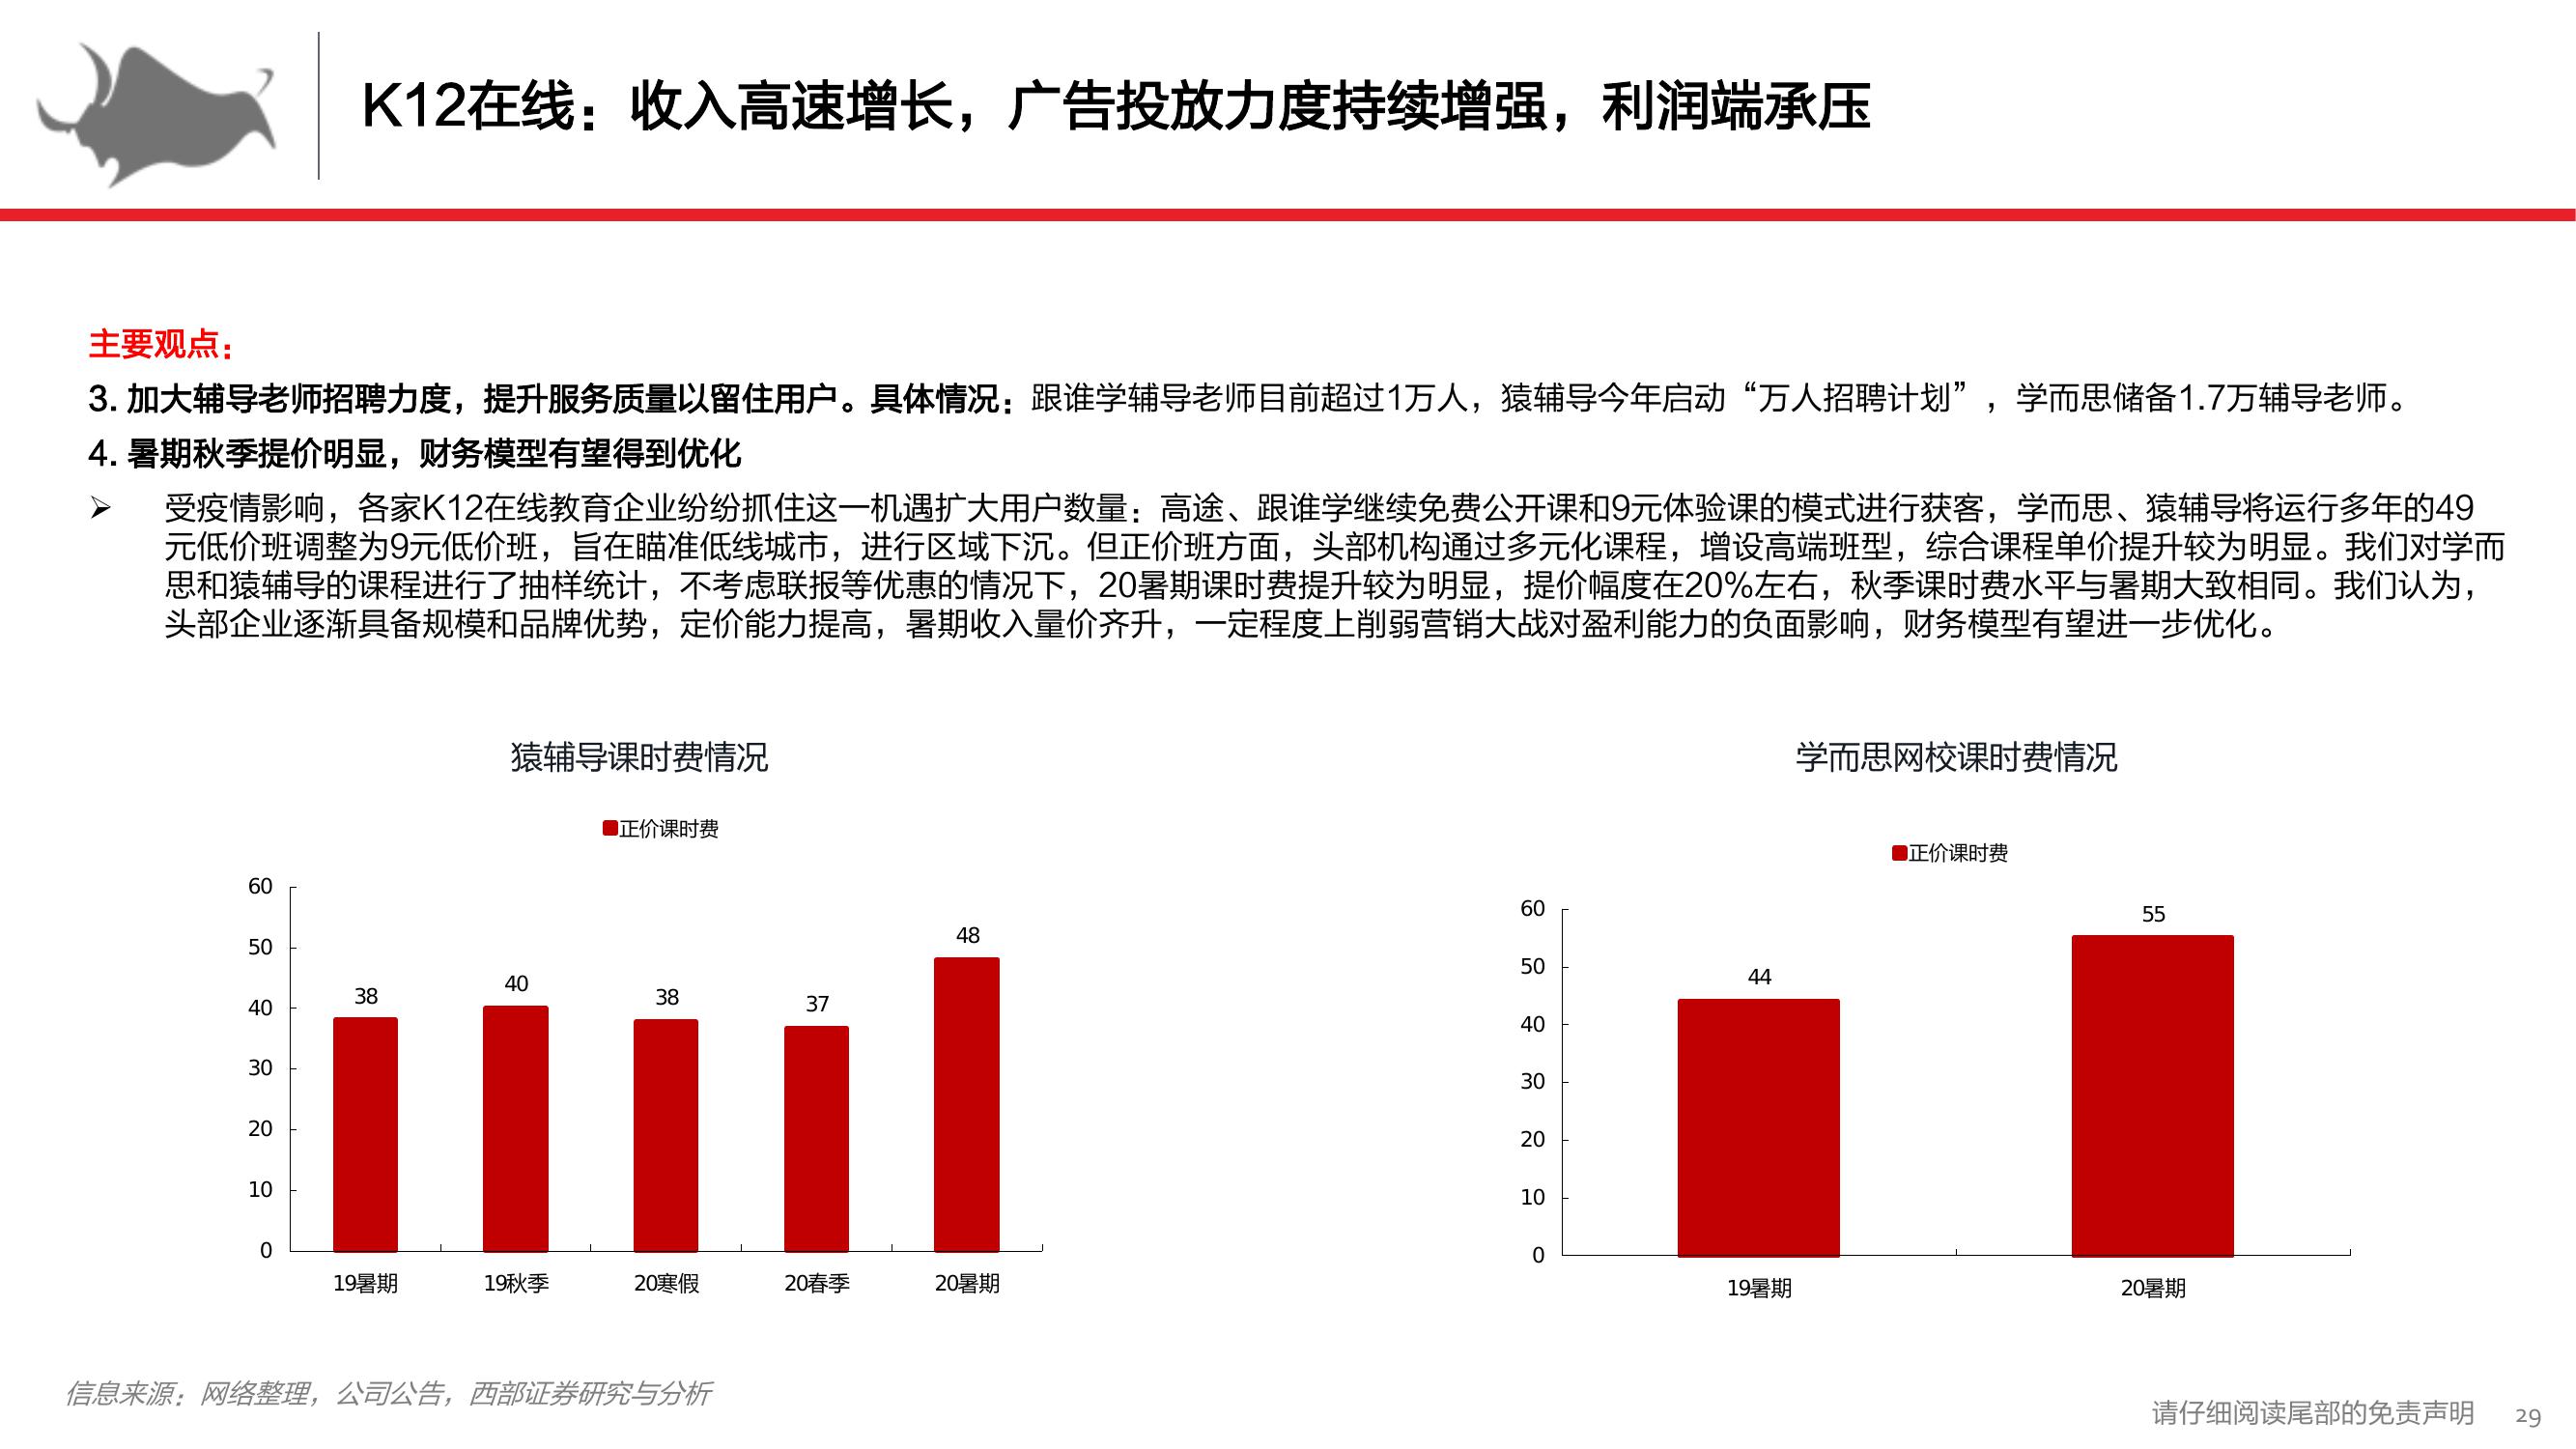 K12在线：收入高速增长，广告投放力度持续增强，利润端承压
主要观点：
3. 加大辅导老师招聘力度，提升服务质量以留住用户。具体情况：跟谁学辅导老师目前超过1万人，猿辅导今年启动“万人招聘计划”，学而思储备1.7万辅导老师。
4. 暑期秋季提价明显，财务模型有望得到优化
➢ 受疫情影响，各家K12在线教育企业纷纷抓住这一机遇扩大用户数量：高途、跟谁学继续免费公开课和9元体验课的模式进行获客，学而思、猿辅导将运行多年的49
元低价班调整为9元低价班，旨在瞄准低线城市，进行区域下沉。但正价班方面，头部机构通过多元化课程，增设高端班型，综合课程单价提升较为明显。我们对学而
思和猿辅导的课程进行了抽样统计，不考虑联报等优惠的情况下，20暑期课时费提升较为明显，提价幅度在20%左右，秋季课时费水平与暑期大致相同。我们认为，
头部企业逐渐具备规模和品牌优势，定价能力提高，暑期收入量价齐升，一定程度上削弱营销大战对盈利能力的负面影响，财务模型有望进一步优化。
猿辅导课时费情况
正价课时费
60
50
40
30
20
10
0
38
40
38
37
48
19暑期
19秋季
20寒假
20春季
20暑期
学而思网校课时费情况
正价课时费
60
50
40
30
20
10
0
44
55
19暑期
20暑期
信息来源：网络整理，公司公告，西部证券研究与分析
请仔细阅读尾部的免责声明
29